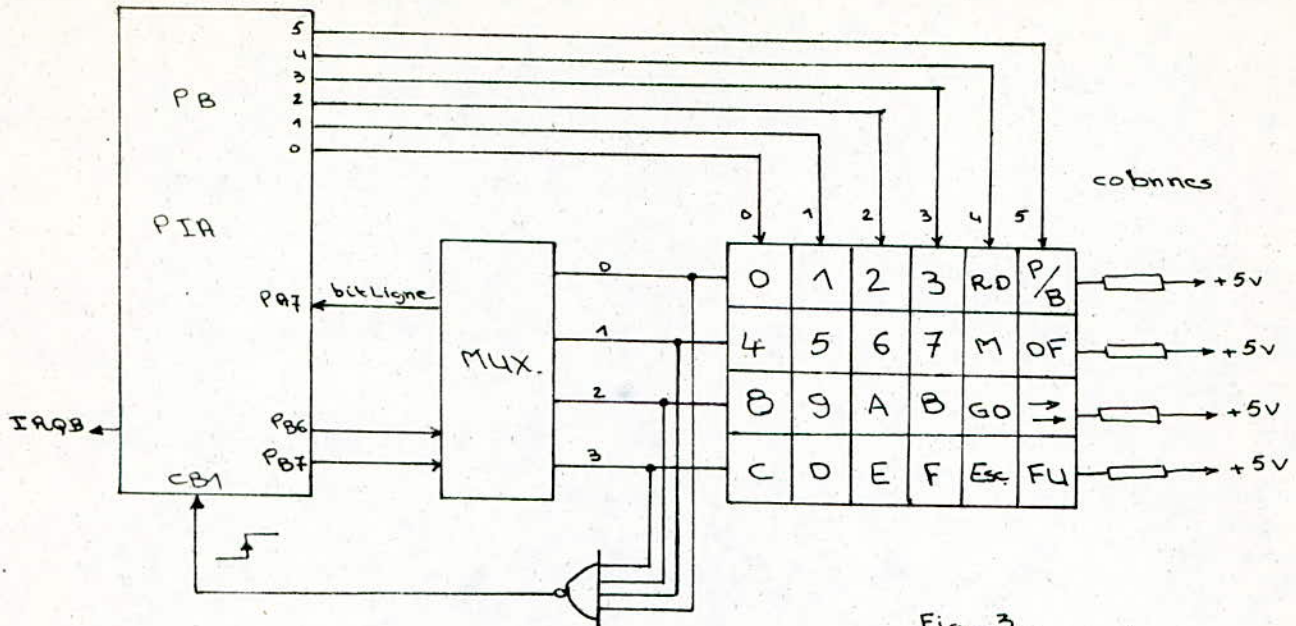 5
4
3
2
1
0
PB
PIA
PA7
bitLigne
PB6
PB7
CB1
IRQB
MUX.
0
1
2
3
colonnes
0 1 2 3 4 5
0 1 2 3 RD P/B
+5V
4 5 6 7 M OF
+5V
8 9 A B GO →→
+5V
C D E F Esc FU
+5V
Fig. 3